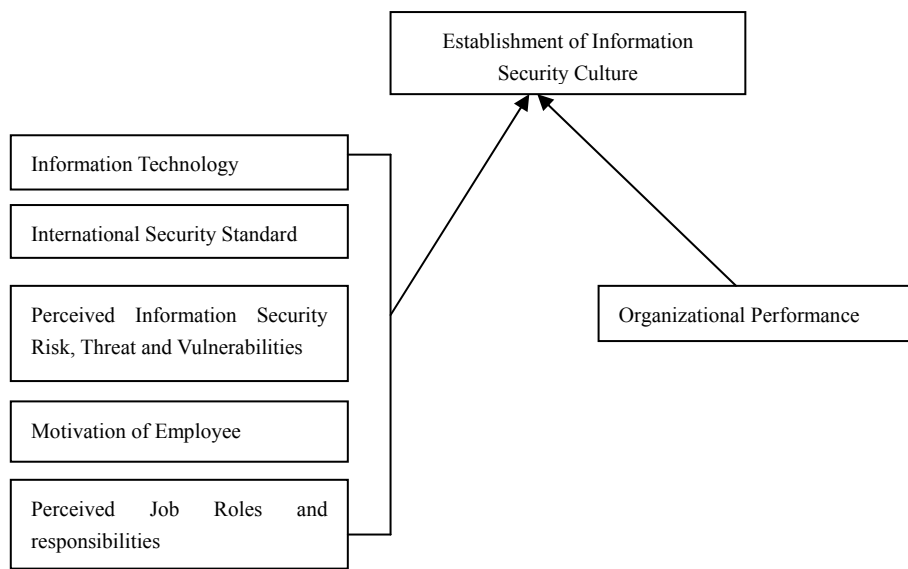 Establishment of Information
Security Culture
Information Technology
International Security Standard
Perceived Information Security
Risk, Threat and Vulnerabilities
Organizational Performance
Motivation of Employee
Perceived Job Roles and
responsibilities